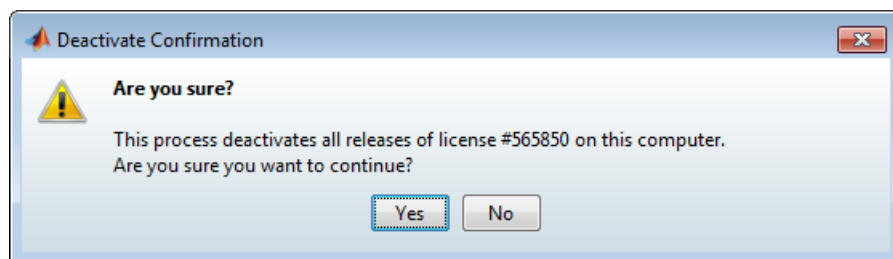 Deactivate Confirmation
Are you sure?
This process deactivates all releases of license #565850 on this computer.
Are you sure you want to continue?
Yes No